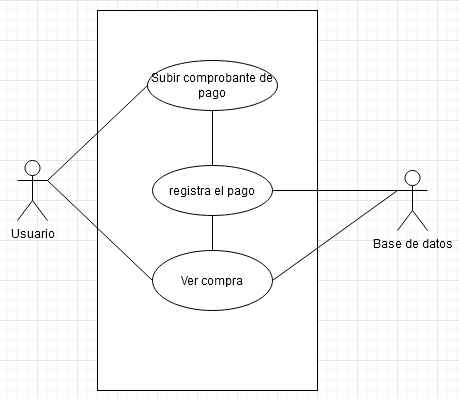 Subir comprobante de
pago
registra el pago
Usuario
Base de datos
Ver compra